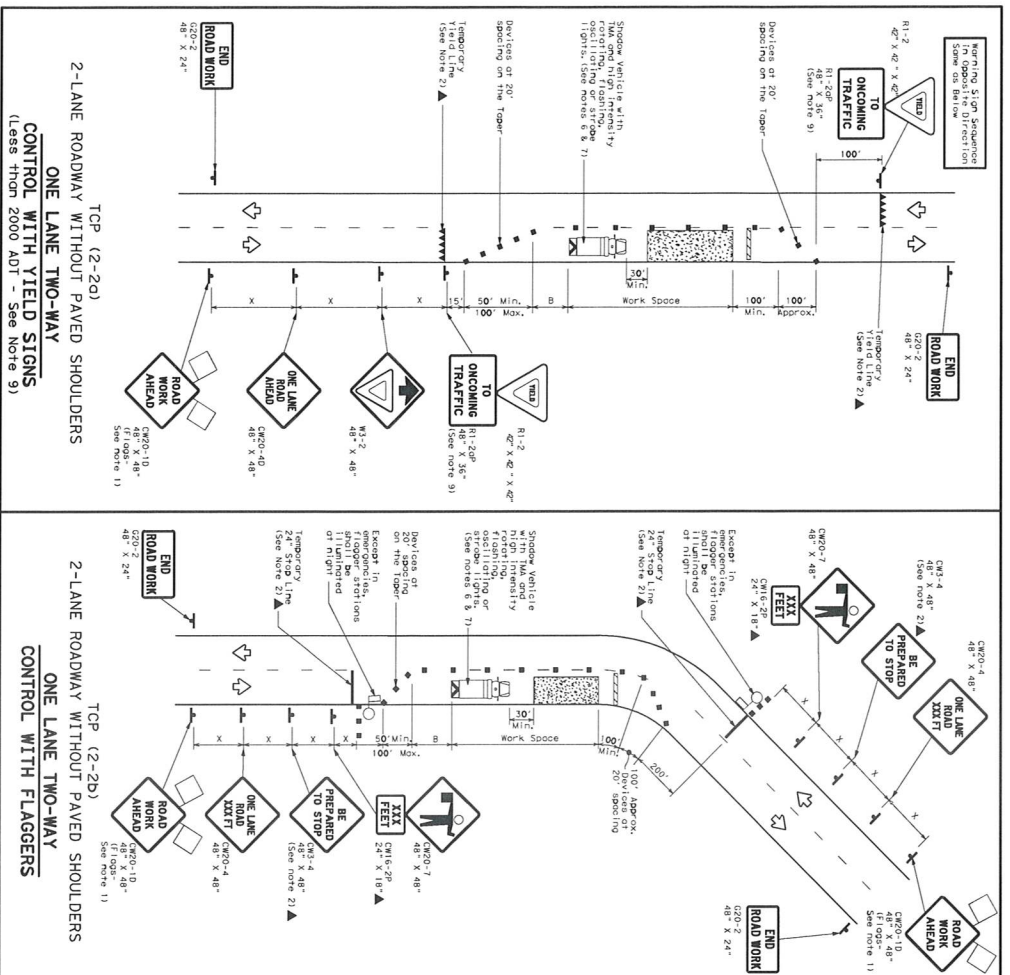 Warning Sign Sequence
in Opposite Direction
Same as Below
R1-2
42" X 42" X 42"
YIELD
TO
ONCOMING
TRAFFIC
R1-2aP
48" X 36"
(See note 9)
100'
Devices at 20'
spacing on the Taper
Shadow Vehicle with
TMA and high intensity
rotating, flashing,
oscillating or strobe
lights. (See notes 6 & 7)
Devices at 20'
spacing on the Taper
Temporary
Yield Line
(See Note 2) ▲
END
ROAD WORK
G20-2
48" X 24"
END
ROAD WORK
G20-2
48" X 24"
Temporary
Yield Line
(See Note 2) ▲
100'
Approx.
100'
Min.
Work Space
30'
Min.
B
50' Min.
100' Max.
15'
X
X
X
YIELD
R1-2
42" X 42" X 42"
TO
ONCOMING
TRAFFIC
R1-2aP
48" X 36"
(See note 9)
W3-2
48" X 48"
ONE LANE
ROAD
AHEAD
CW20-4D
48" X 48"
ROAD
WORK
AHEAD
CW20-1D
48" X 48"
(Flags-
See note 1)
TCP (2-2a)
2-LANE ROADWAY WITHOUT PAVED SHOULDERS
ONE LANE TWO-WAY
CONTROL WITH YIELD SIGNS
(Less than 2000 ADT - See Note 9)
CW20-4
48" X 48"
ONE LANE
ROAD
XXX FT
CW3-4
48" X 48"
(See note 2) ▲
BE
PREPARED
TO STOP
CW20-7
48" X 48"
XXX
FEET
CW16-2P
24" X 18" ▲
ROAD
WORK
AHEAD
CW20-1D
48" X 48"
(Flags-
See note 1)
X
X
X
Except in
emergencies,
flagger stations
shall be
illuminated
at night
Temporary
24" Stop Line
(See Note 2) ▲
Shadow Vehicle
with TMA and
high intensity
rotating,
flashing,
oscillating or
strobe lights.
(See notes 6 & 7)
Devices at
20' spacing
on the Taper
Except in
emergencies,
flagger stations
shall be
illuminated
at night
Temporary
24" Stop Line
(See Note 2) ▲
END
ROAD WORK
G20-2
48" X 24"
END
ROAD WORK
G20-2
48" X 24"
200'
100' Approx.
Devices at
20' spacing
100'
Min.
Work Space
30'
Min.
B
50' Min.
100' Max.
X
X
X
X
CW20-7
48" X 48"
XXX
FEET
CW16-2P
24" X 18" ▲
BE
PREPARED
TO STOP
CW3-4
48" X 48"
(See note 2) ▲
ONE LANE
ROAD
XXX FT
CW20-4
48" X 48"
ROAD
WORK
AHEAD
CW20-1D
48" X 48"
(Flags-
See note 1)
TCP (2-2b)
2-LANE ROADWAY WITHOUT PAVED SHOULDERS
ONE LANE TWO-WAY
CONTROL WITH FLAGGERS